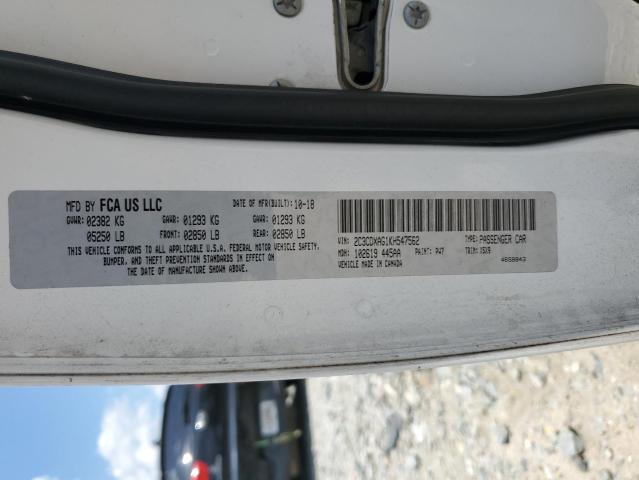 MFD BY FCA US LLC DATE OF MFR(BUILT): 10-18
GVWR: 02382 KG GAWR: 01293 KG GAWR: 01293 KG
05250 LB FRONT: 02850 LB REAR: 02850 LB
THIS VEHICLE CONFORMS TO ALL APPLICABLE U.S.A. FEDERAL MOTOR VEHICLE SAFETY,
BUMPER, AND THEFT PREVENTION STANDARDS IN EFFECT ON
THE DATE OF MANUFACTURE SHOWN ABOVE.
VIN: 2C3CDXAG1KH547562 TYPE: PASSENGER CAR
MDH: 102619 445AA PAINT: PW7 TRIM: X5X9
VEHICLE MADE IN CANADA 4658843